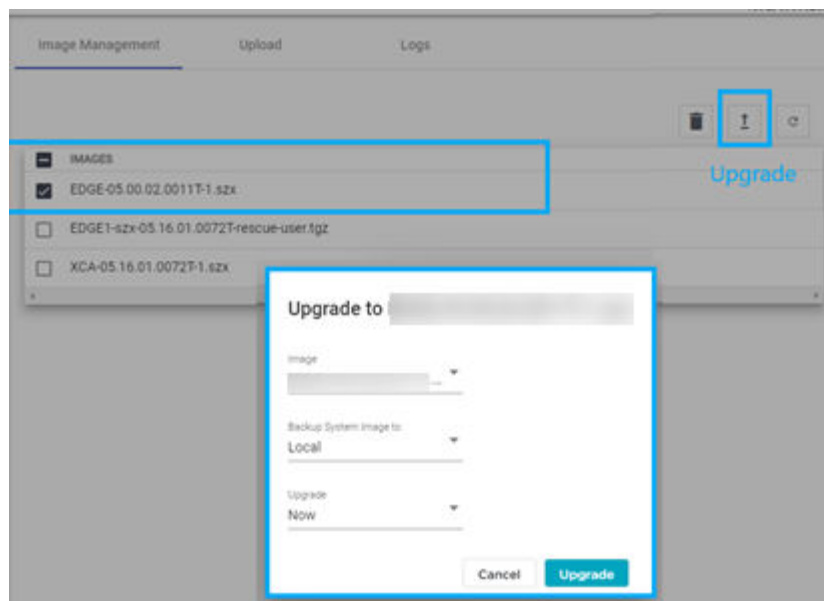 Image Management Upload Logs
Upgrade
IMAGES
EDGE-05.00.02.0011T-1.szx
EDGE1-szx-05.16.01.0072T-rescue-user.tgz
XCA-05.16.01.0072T-1.szx
Upgrade to
Image
...
Backup System Image to
Local
Upgrade
Now
Cancel Upgrade